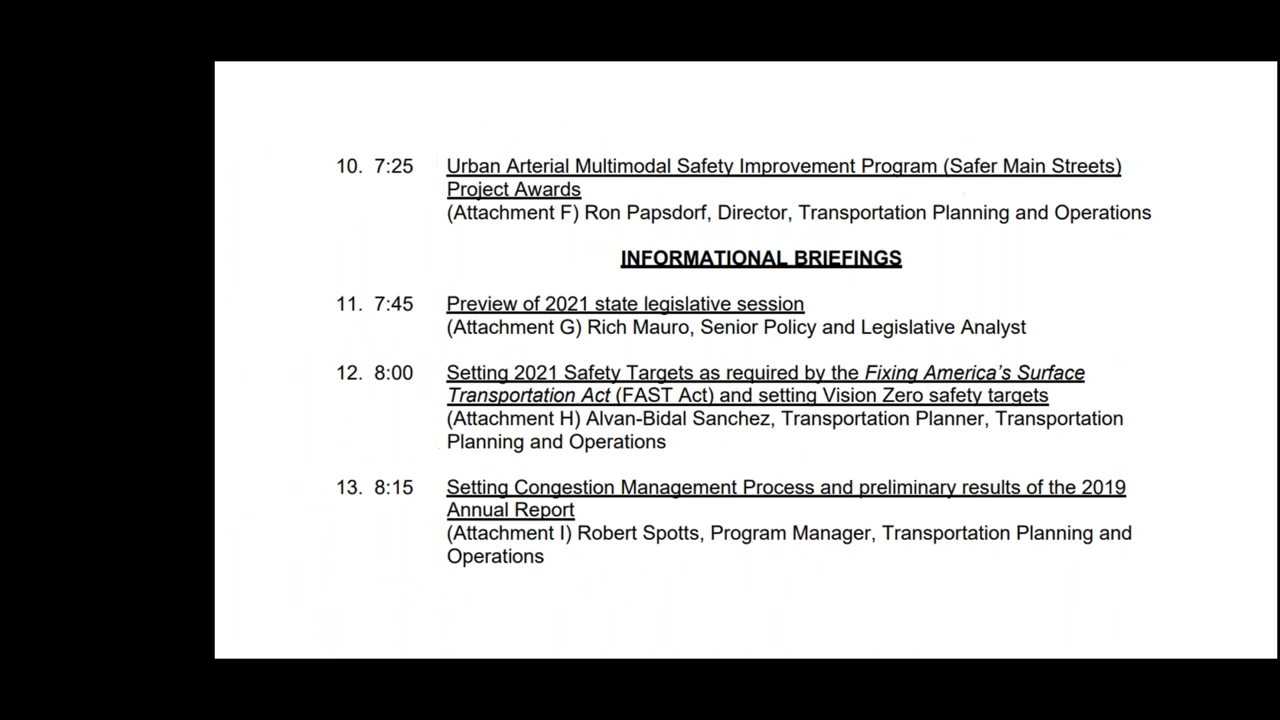 10. 7:25 Urban Arterial Multimodal Safety Improvement Program (Safer Main Streets)
Project Awards
(Attachment F) Ron Papsdorf, Director, Transportation Planning and Operations
INFORMATIONAL BRIEFINGS
11. 7:45 Preview of 2021 state legislative session
(Attachment G) Rich Mauro, Senior Policy and Legislative Analyst
12. 8:00 Setting 2021 Safety Targets as required by the Fixing America's Surface
Transportation Act (FAST Act) and setting Vision Zero safety targets
(Attachment H) Alvan-Bidal Sanchez, Transportation Planner, Transportation
Planning and Operations
13. 8:15 Setting Congestion Management Process and preliminary results of the 2019
Annual Report
(Attachment I) Robert Spotts, Program Manager, Transportation Planning and
Operations